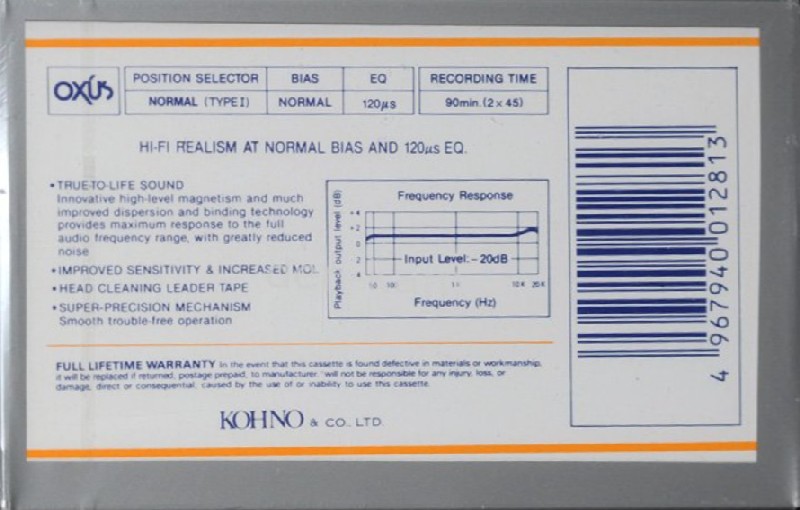 OXUS
POSITION SELECTOR BIAS EQ RECORDING TIME
NORMAL (TYPE I) NORMAL 120μs 90min. (2 x 45)
HI-FI REALISM AT NORMAL BIAS AND 120μs EQ.
• TRUE-TO-LIFE SOUND
Innovative high-level magnetism and much
improved dispersion and binding technology
provides maximum response to the full
audio frequency range, with greatly reduced
noise
• IMPROVED SENSITIVITY & INCREASED MOL
• HEAD CLEANING LEADER TAPE
• SUPER-PRECISION MECHANISM
Smooth trouble-free operation
Frequency Response
Playback output level (dB)
+4
+2
0
2
4
Input Level:-20dB
10K 20K
Frequency (Hz)
FULL LIFETIME WARRANTY In the event that this cassette is found defective in materials or workmanship,
it will be replaced if returned, postage prepaid, to manufacturer. will not be responsible for any injury, loss, or
damage, direct or consequential, caused by the use of or inability to use this cassette.
KOHNO & CO. LTD.
4 967940 012813